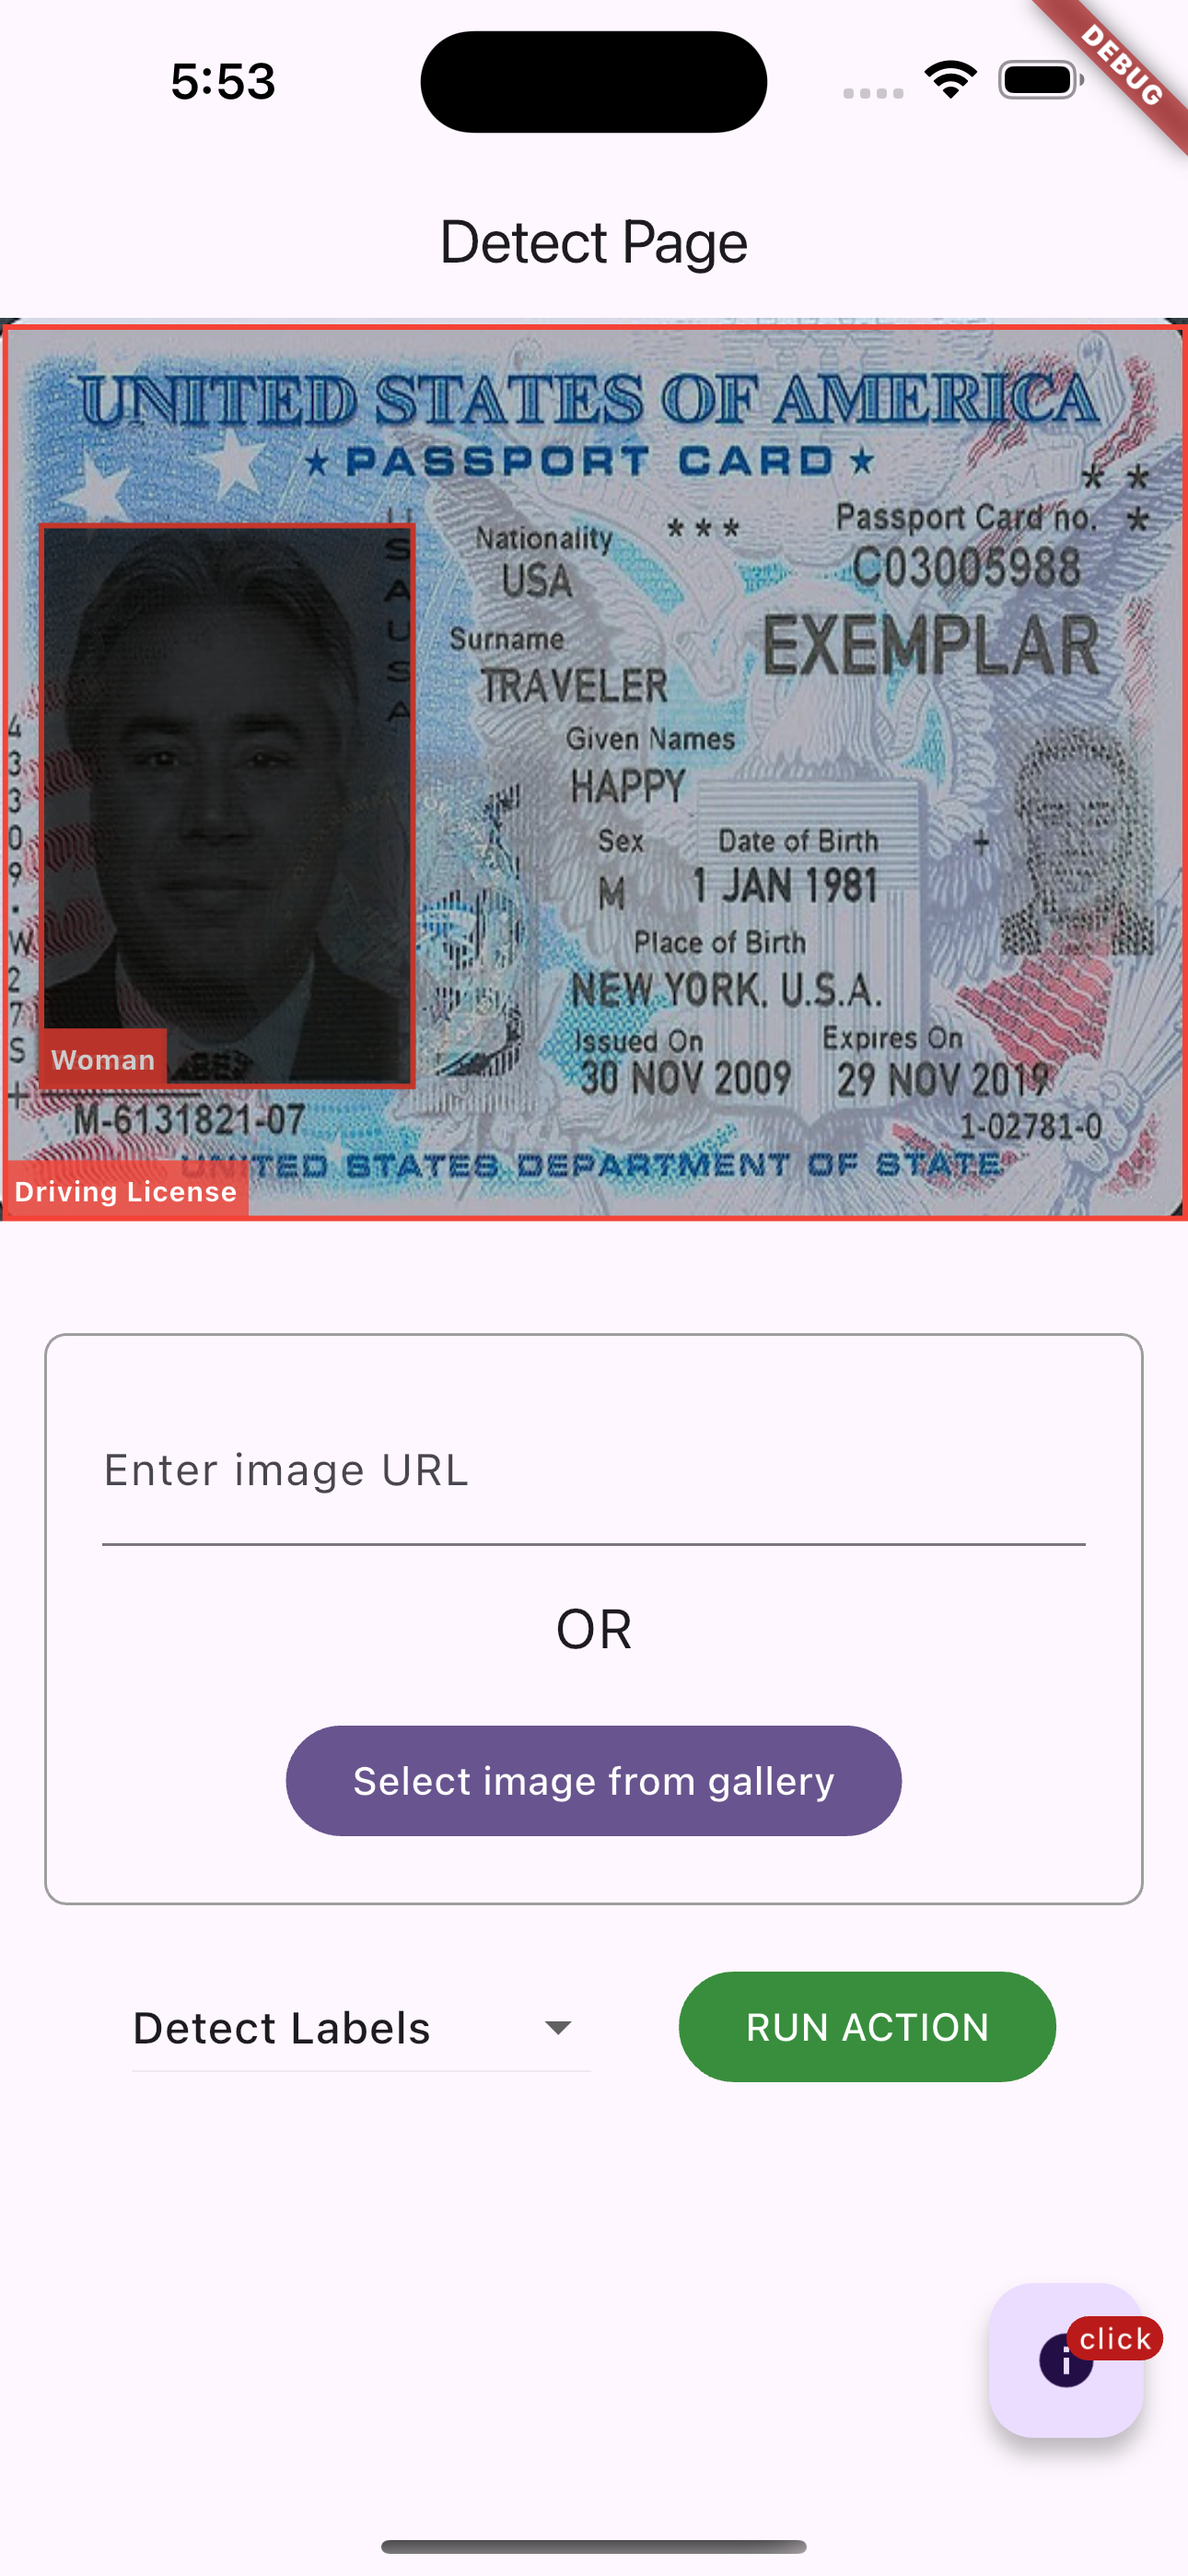 5:53
DEBUG
Detect Page
UNITED STATES OF AMERICA
★ PASSPORT CARD ★
* *
Nationality * * * Passport Card no. *
USA C03005988
EXEMPLAR
Surname
TRAVELER
Given Names
HAPPY
Sex Date of Birth +
M 1 JAN 1981
Place of Birth
NEW YORK, U.S.A.
Issued On Expires On
30 NOV 2009 29 NOV 2019
USAUSA
43309·W27S+
Woman
M-6131821-07 1-02781-0
UNITED STATES DEPARTMENT OF STATE
Driving License
Enter image URL
OR
Select image from gallery
Detect Labels
RUN ACTION
i
click